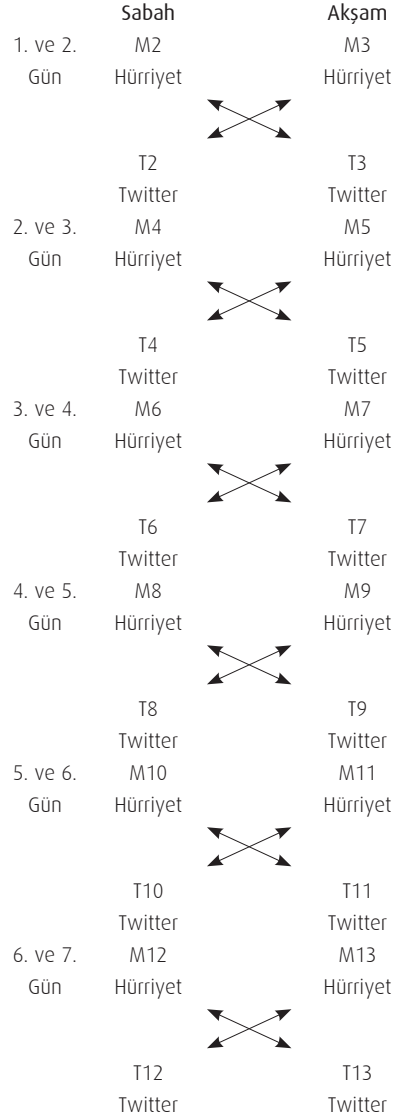 Sabah Akşam
1. ve 2. M2 M3
Gün Hürriyet Hürriyet
T2 T3
Twitter Twitter
2. ve 3. M4 M5
Gün Hürriyet Hürriyet
T4 T5
Twitter Twitter
3. ve 4. M6 M7
Gün Hürriyet Hürriyet
T6 T7
Twitter Twitter
4. ve 5. M8 M9
Gün Hürriyet Hürriyet
T8 T9
Twitter Twitter
5. ve 6. M10 M11
Gün Hürriyet Hürriyet
T10 T11
Twitter Twitter
6. ve 7. M12 M13
Gün Hürriyet Hürriyet
T12 T13
Twitter Twitter